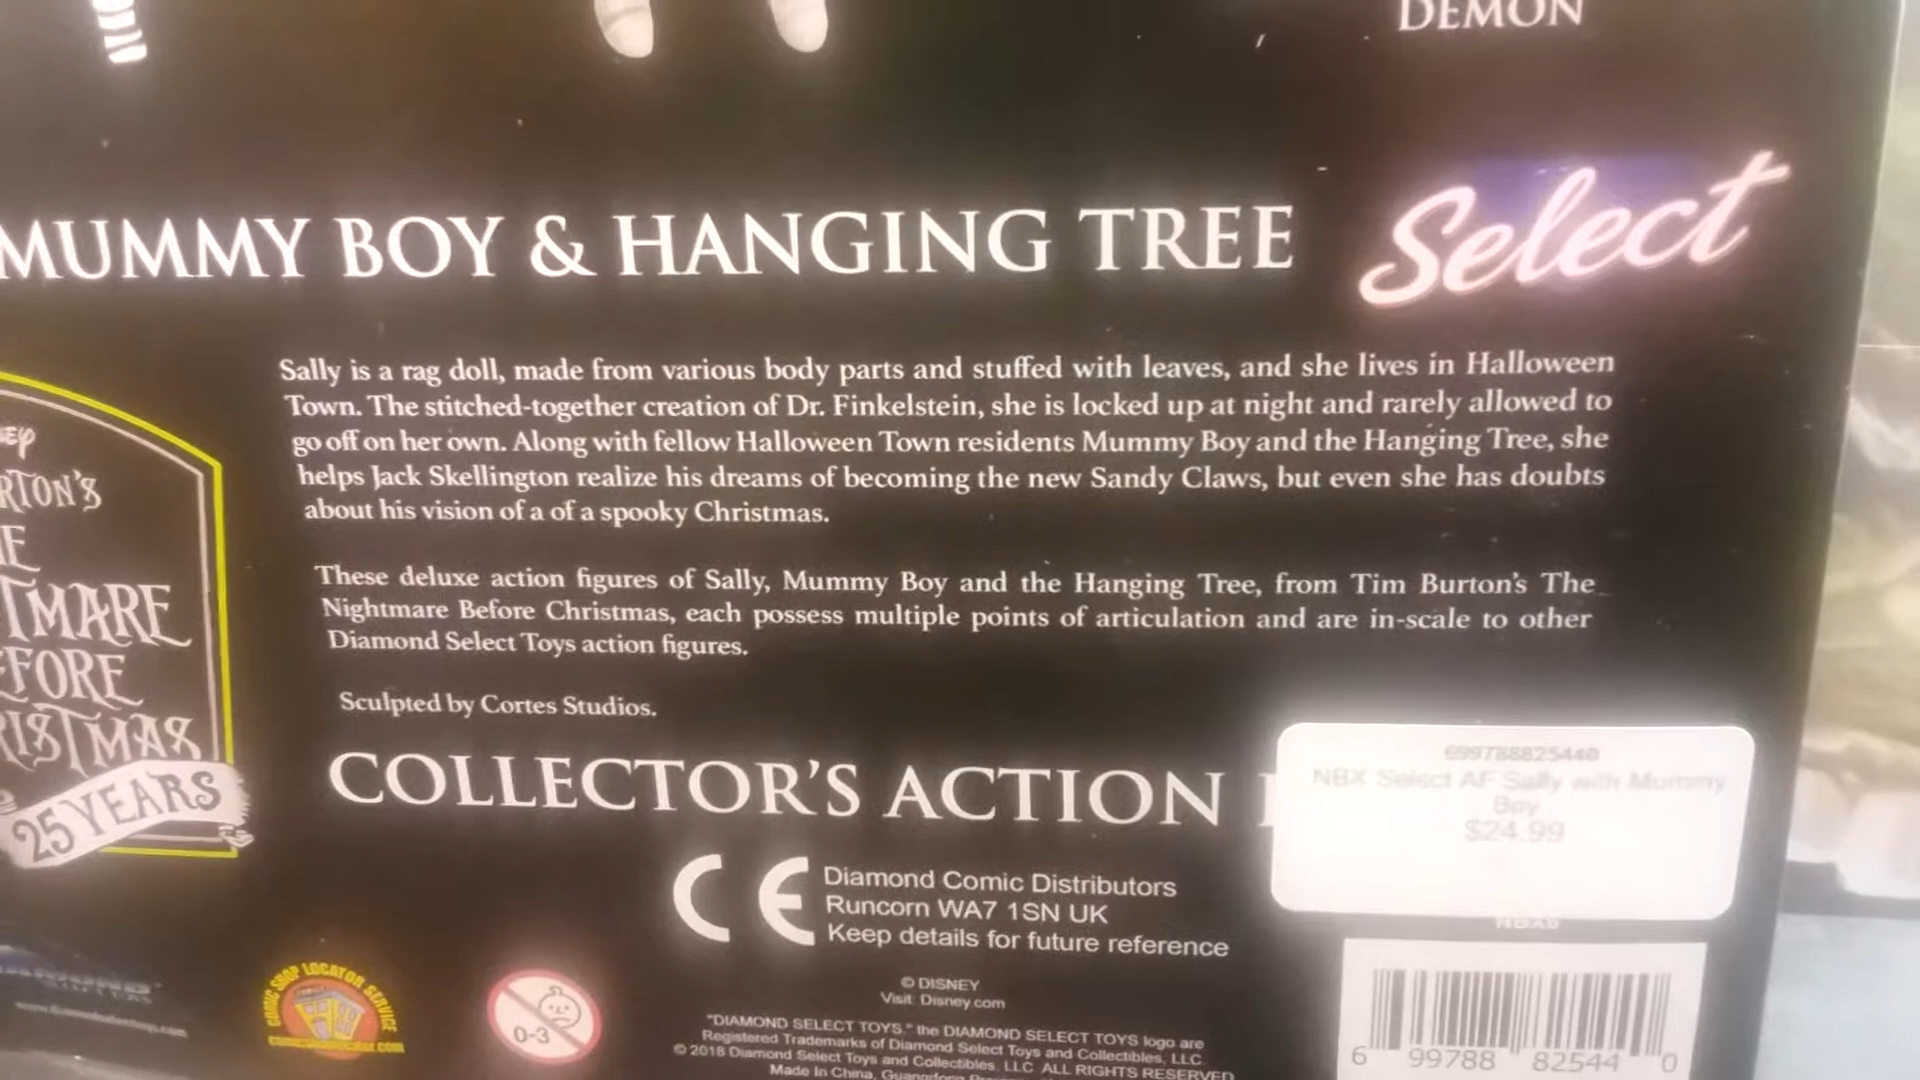 DEMON
MUMMY BOY & HANGING TREE
Select
Sally is a rag doll, made from various body parts and stuffed with leaves, and she lives in Halloween
Town. The stitched-together creation of Dr. Finkelstein, she is locked up at night and rarely allowed to
go off on her own. Along with fellow Halloween Town residents Mummy Boy and the Hanging Tree, she
helps Jack Skellington realize his dreams of becoming the new Sandy Claws, but even she has doubts
about his vision of a of a spooky Christmas.
These deluxe action figures of Sally, Mummy Boy and the Hanging Tree, from Tim Burton's The
Nightmare Before Christmas, each possess multiple points of articulation and are in-scale to other
Diamond Select Toys action figures.
Sculpted by Cortes Studios.
EY
RTON'S
E
TMARE
FORE
RISTMAS
25 YEARS
COLLECTOR'S ACTION
699788825440
NBX Select AF Sally with Mummy
Boy
$24.99
CE
Diamond Comic Distributors
Runcorn WA7 1SN UK
Keep details for future reference
COMIC SHOP LOCATOR SERVICE
0-3
© DISNEY
Visit: Disney.com
"DIAMOND SELECT TOYS," the DIAMOND SELECT TOYS logo are
Registered Trademarks of Diamond Select Toys and Collectibles, LLC.
© 2018 Diamond Select Toys and Collectibles, LLC. ALL RIGHTS RESERVED
Made In China,
6 99788 82544 0